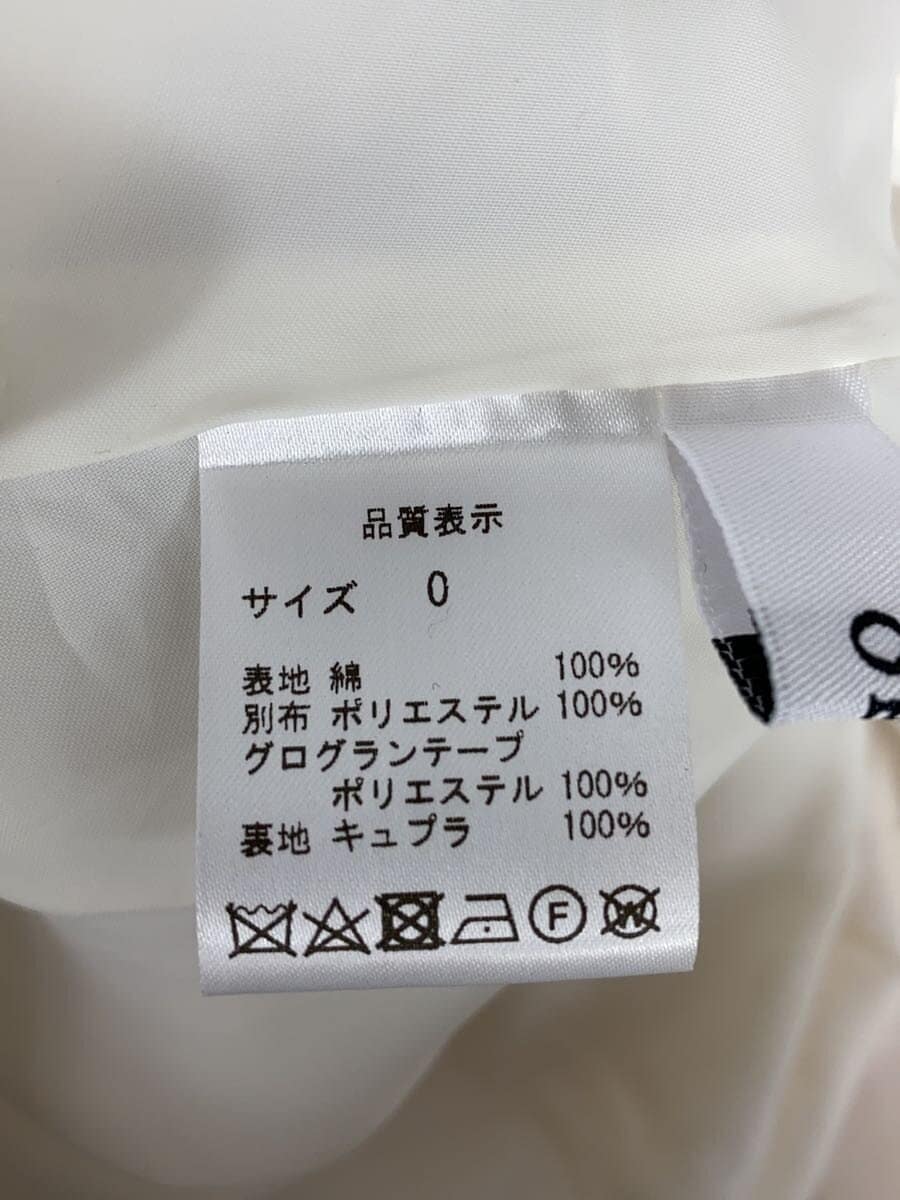 品質表示
サイズ 0
表地 綿 100%
別布 ポリエステル 100%
グログランテープ
ポリエステル 100%
裏地 キュプラ 100%
F W